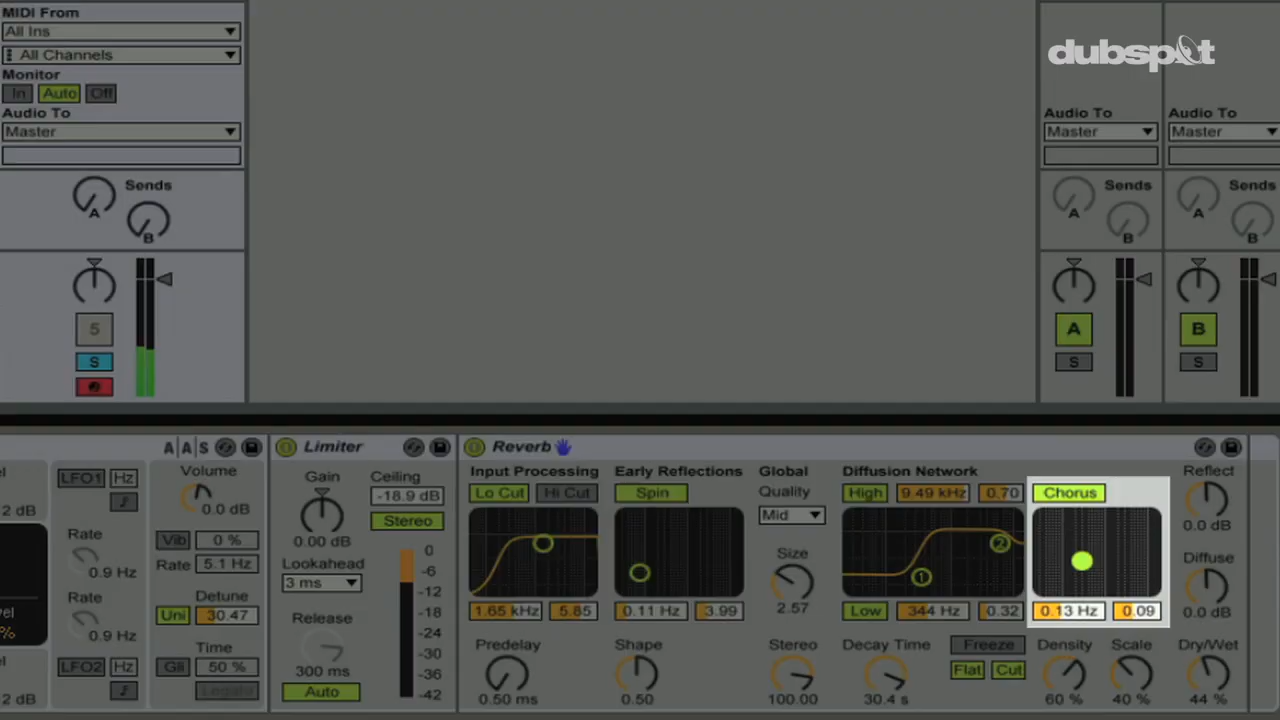 MIDI From
All Ins
All Channels
Monitor
In Auto Off
Audio To
Master
Sends
A
B
5
S
dubspot
Audio To Audio To
Master Master
Sends Sends
A A
B B
A B
S S
A|A|S
LFO1 Hz
2 dB
Rate
0.9 Hz
Rate
0.9 Hz
LFO2 Hz
2 dB
Volume
0.0 dB
Vib 0 %
Rate 5.1 Hz
Detune
Uni 30.47
Time
Gli 50 %
Legato
Limiter
Gain
0.00 dB
Lookahead
3 ms
Release
300 ms
Auto
Ceiling
-18.9 dB
Stereo
0
-6
-12
-18
-24
-30
-36
-42
Reverb
Input Processing
Lo Cut Hi Cut
1.65 kHz 5.85
Predelay
0.50 ms
Early Reflections
Spin
0.11 Hz 3.99
Shape
0.50
Global
Quality
Mid
Size
2.57
Stereo
100.00
Diffusion Network
High 9.49 kHz 0.70
1 2
Low 344 Hz 0.32
Decay Time
30.4 s
Freeze
Flat Cut
Chorus
0.13 Hz 0.09
Density
60 %
Scale
40 %
Reflect
0.0 dB
Diffuse
0.0 dB
Dry/Wet
44 %